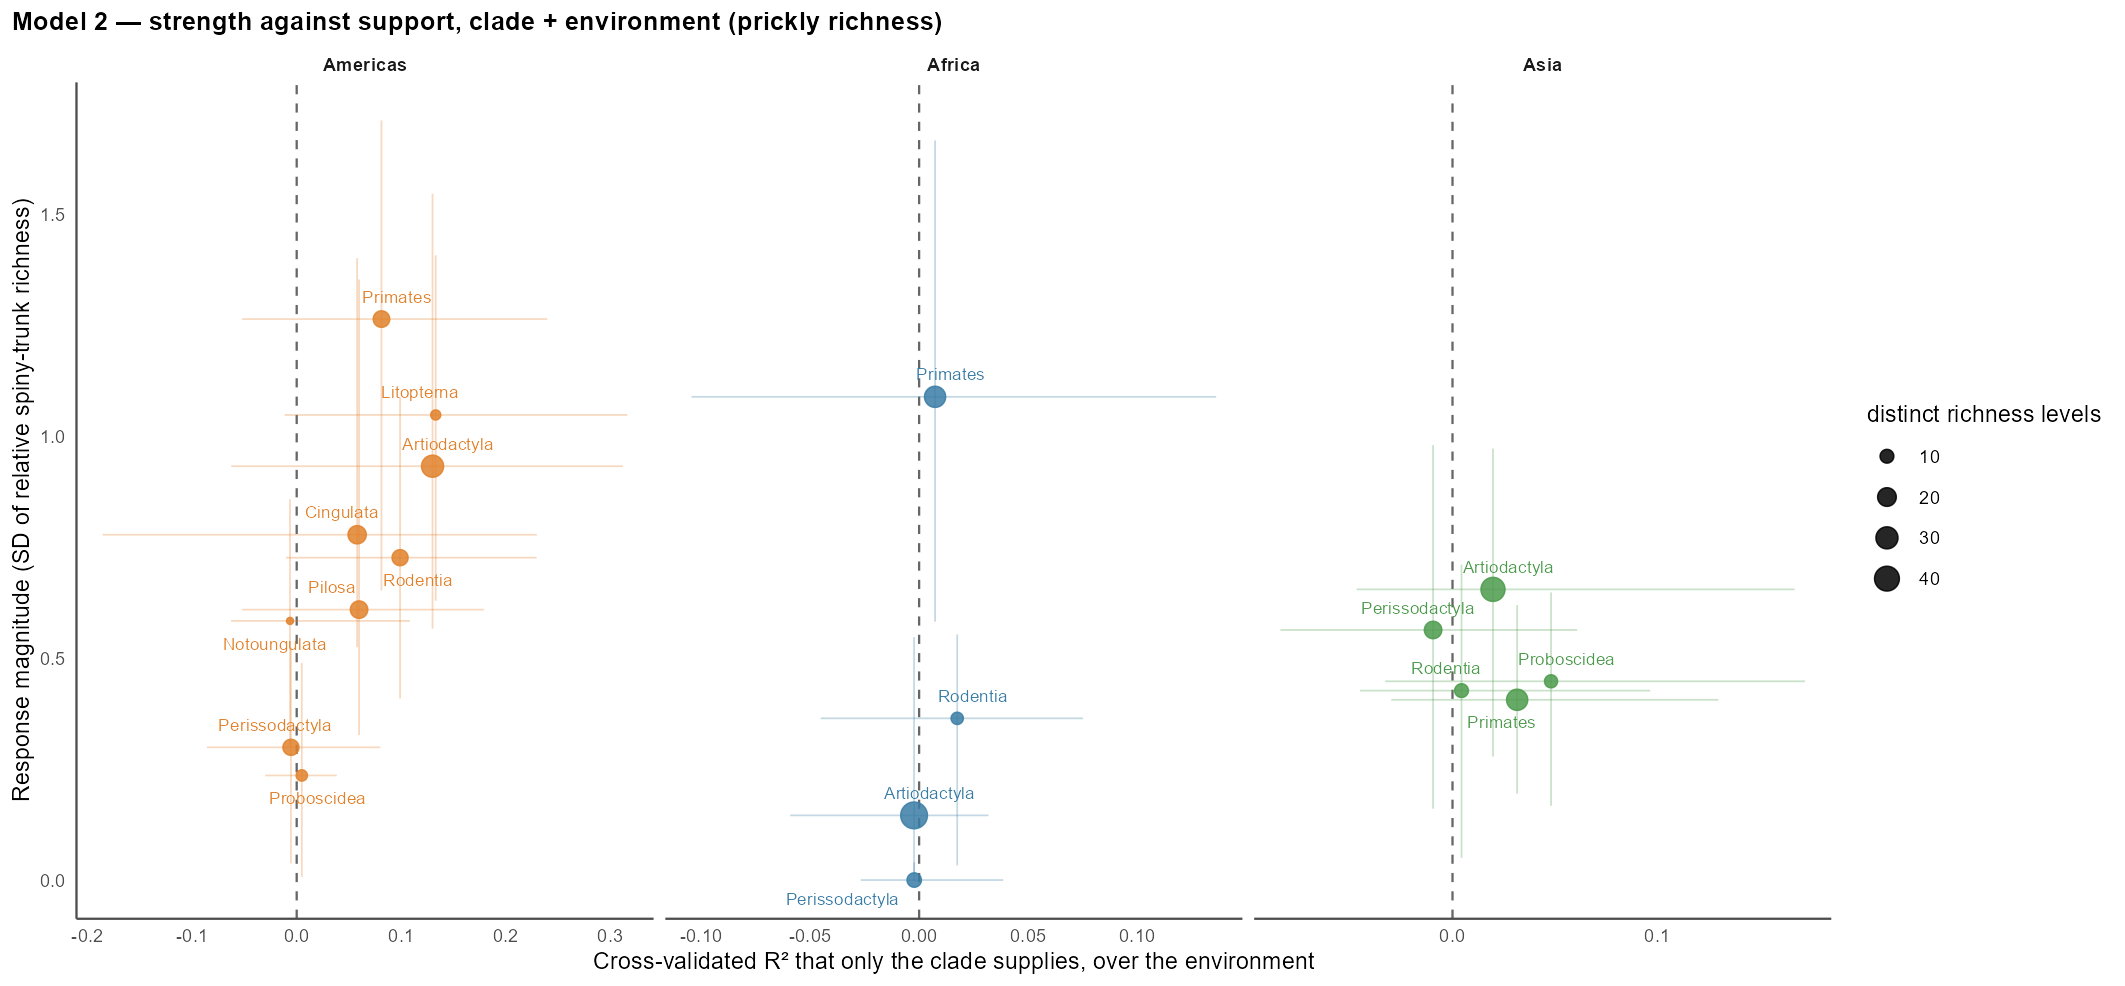 Model 2 — strength against support, clade + environment (prickly richness)
Americas
Africa
Asia
Response magnitude (SD of relative spiny-trunk richness)
1.5
1.0
0.5
0.0
Primates
Litopterna
Artiodactyla
Cingulata
Rodentia
Pilosa
Notoungulata
Perissodactyla
Proboscidea
Primates
Rodentia
Artiodactyla
Perissodactyla
Artiodactyla
Perissodactyla
Proboscidea
Rodentia
Primates
distinct richness levels
10
20
30
40
-0.2 -0.1 0.0 0.1 0.2 0.3
-0.10 -0.05 0.00 0.05 0.10
0.0 0.1
Cross-validated R² that only the clade supplies, over the environment